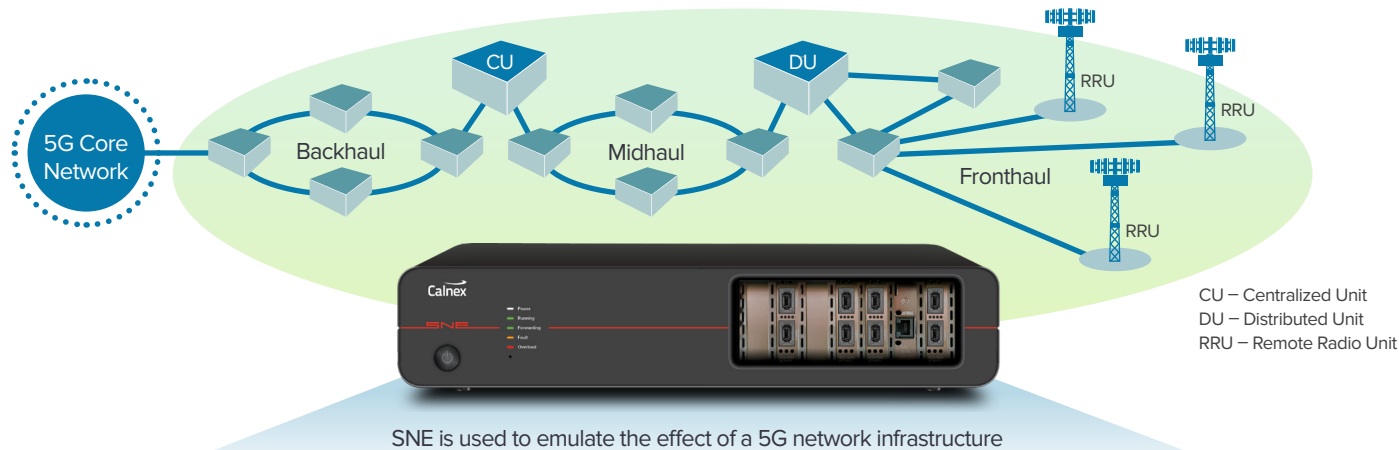 CU
DU
RRU
RRU
5G Core
Network
Backhaul
Midhaul
Fronthaul
RRU
Calnex
SNE
Power
Running
Forwarding
Fault
Overload
CU – Centralized Unit
DU – Distributed Unit
RRU – Remote Radio Unit
SNE is used to emulate the effect of a 5G network infrastructure